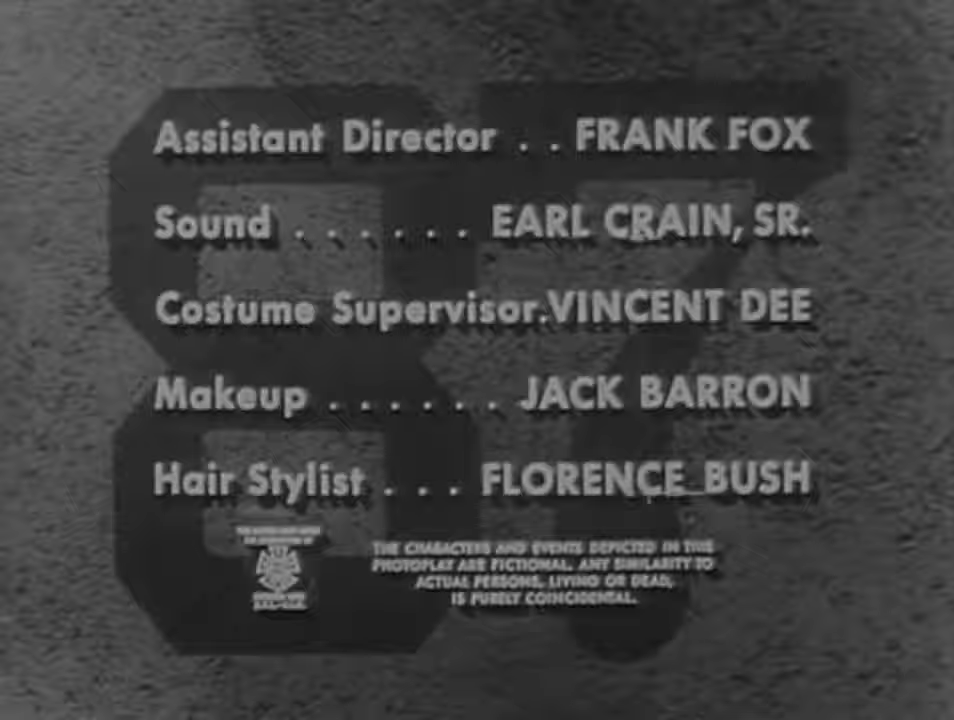 87
Assistant Director . . FRANK FOX
Sound . . . . . . EARL CRAIN, SR.
Costume Supervisor.VINCENT DEE
Makeup . . . . . . JACK BARRON
Hair Stylist . . . FLORENCE BUSH
THE CHARACTERS AND EVENTS DEPICTED IN THIS
PHOTOPLAY ARE FICTIONAL. ANY SIMILARITY TO
ACTUAL PERSONS, LIVING OR DEAD,
IS PURELY COINCIDENTAL.